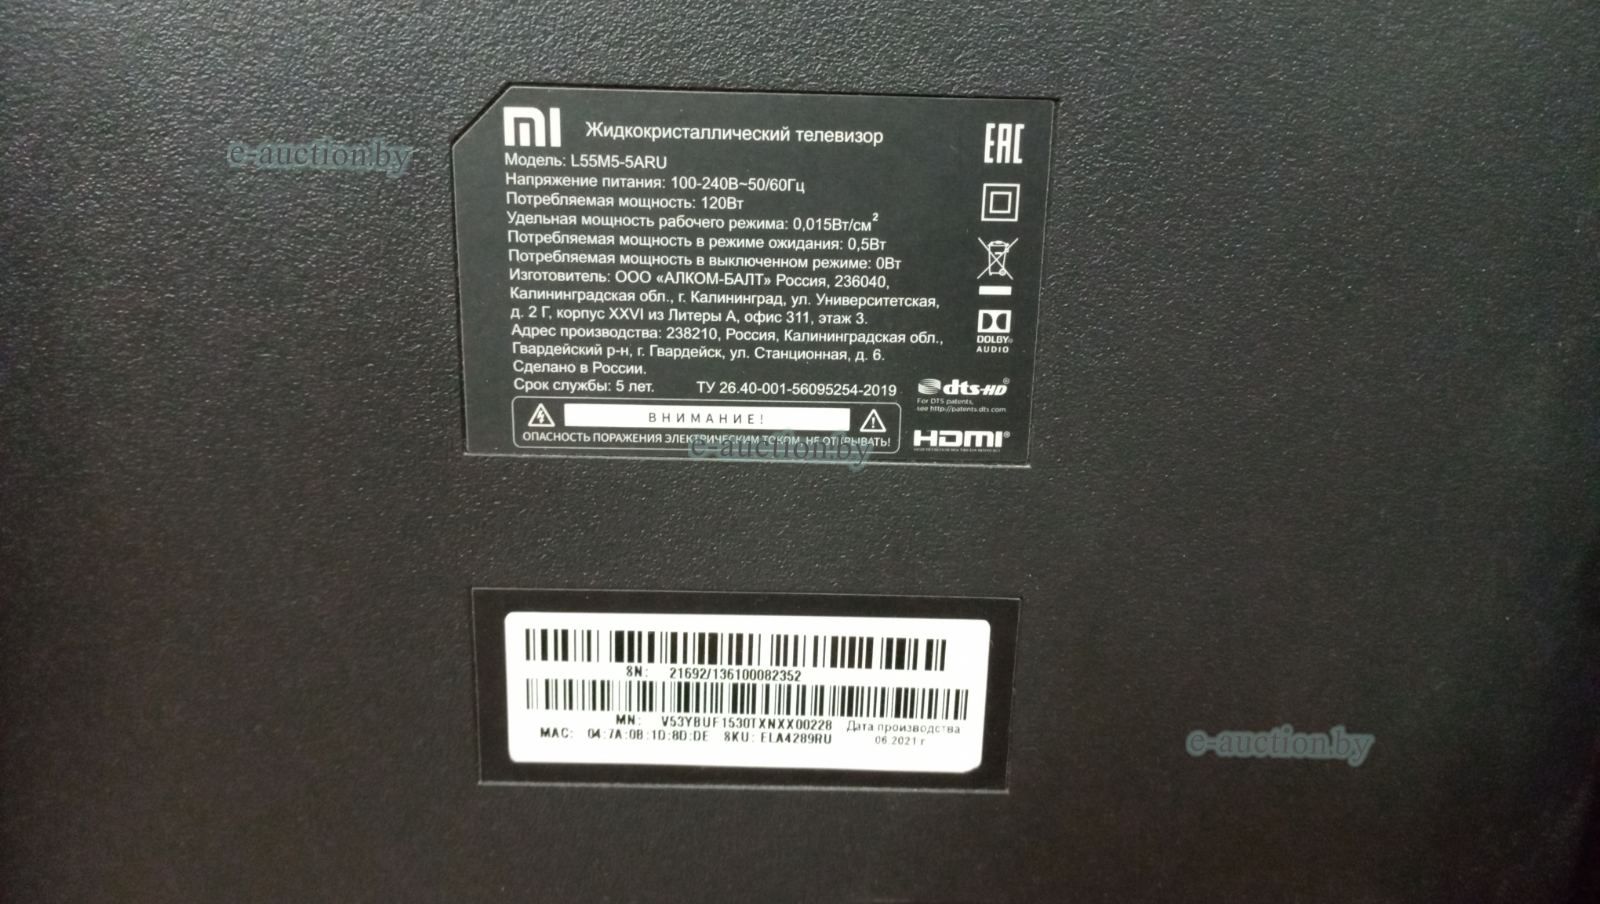 MI Жидкокристаллический телевизор
EAC
Модель: L55M5-5ARU
Напряжение питания: 100-240В~50/60Гц
Потребляемая мощность: 120Вт
Удельная мощность рабочего режима: 0,015Вт/см²
Потребляемая мощность в режиме ожидания: 0,5Вт
Потребляемая мощность в выключенном режиме: 0Вт
Изготовитель: ООО «АЛКОМ-БАЛТ» Россия, 236040,
Калининградская обл., г. Калининград, ул. Университетская,
д. 2 Г, корпус XXVI из Литеры А, офис 311, этаж 3.
Адрес производства: 238210, Россия, Калининградская обл.,
Гвардейский р-н, г. Гвардейск, ул. Станционная, д. 6.
Сделано в России.
Срок службы: 5 лет. ТУ 26.40-001-56095254-2019
ВНИМАНИЕ!
ОПАСНОСТЬ ПОРАЖЕНИЯ ЭЛЕКТРИЧЕСКИМ ТОКОМ, НЕ ОТКРЫВАТЬ!
DOLBY®
AUDIO
dts-HD®
For DTS patents,
see http://patents.dts.com
HDMI®
SN: 21692/136100082352
MN: V53YBUF1530TXNXX00228
Дата производства
MAC: 04:7A:0B:1D:8D:DE SKU: ELA4289RU
06.2021 г
e-auction.by
e-auction.by
e-auction.by